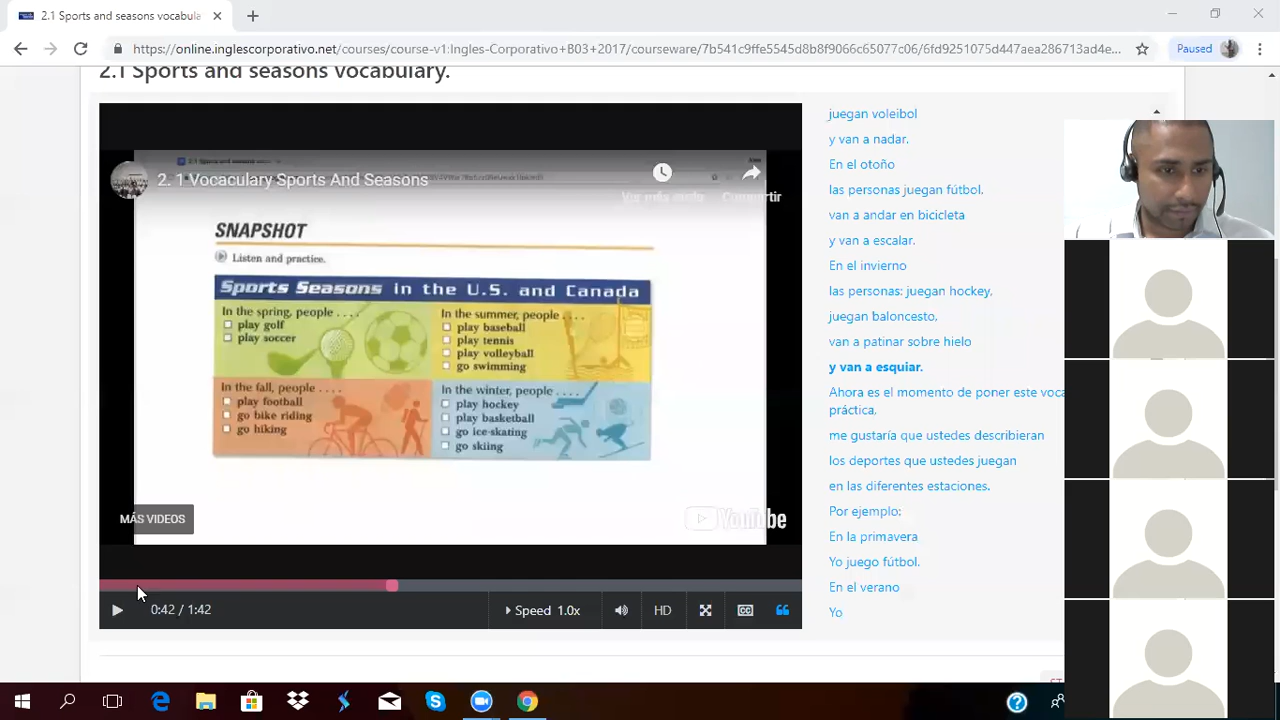 2.1 Sports and seasons vocabula
https://online.inglescorporativo.net/courses/course-v1:Ingles-Corporativo+B03+2017/courseware/7b541c9ffe5545d8b8f9066c65077c06/6fd9251075d447aea286713ad4e...
Paused
2.1 Sports and seasons vocabulary.
2. 1 Vocaculary Sports And Seasons
Ver más tarde
Compartir
SNAPSHOT
Listen and practice.
Sports Seasons in the U.S. and Canada
In the spring, people . . . .
play golf
play soccer
In the summer, people . . . .
play baseball
play tennis
play volleyball
go swimming
In the fall, people . . . .
play football
go bike riding
go hiking
In the winter, people . . . .
play hockey
play basketball
go ice-skating
go skiing
MÁS VIDEOS
YouTube
0:42 / 1:42
Speed 1.0x
HD
CC
juegan voleibol
y van a nadar.
En el otoño
las personas juegan fútbol,
van a andar en bicicleta
y van a escalar.
En el invierno
las personas: juegan hockey,
juegan baloncesto,
van a patinar sobre hielo
y van a esquiar.
Ahora es el momento de poner este voca
práctica,
me gustaría que ustedes describieran
los deportes que ustedes juegan
en las diferentes estaciones.
Por ejemplo:
En la primavera
Yo juego fútbol.
En el verano
Yo